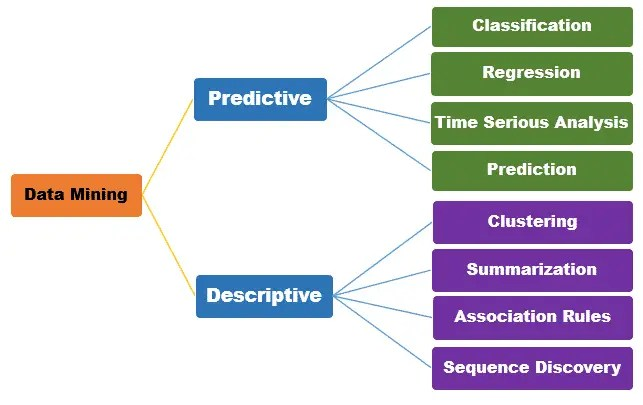 Classification
Regression
Predictive
Time Serious Analysis
Prediction
Data Mining
Clustering
Summarization
Descriptive
Association Rules
Sequence Discovery